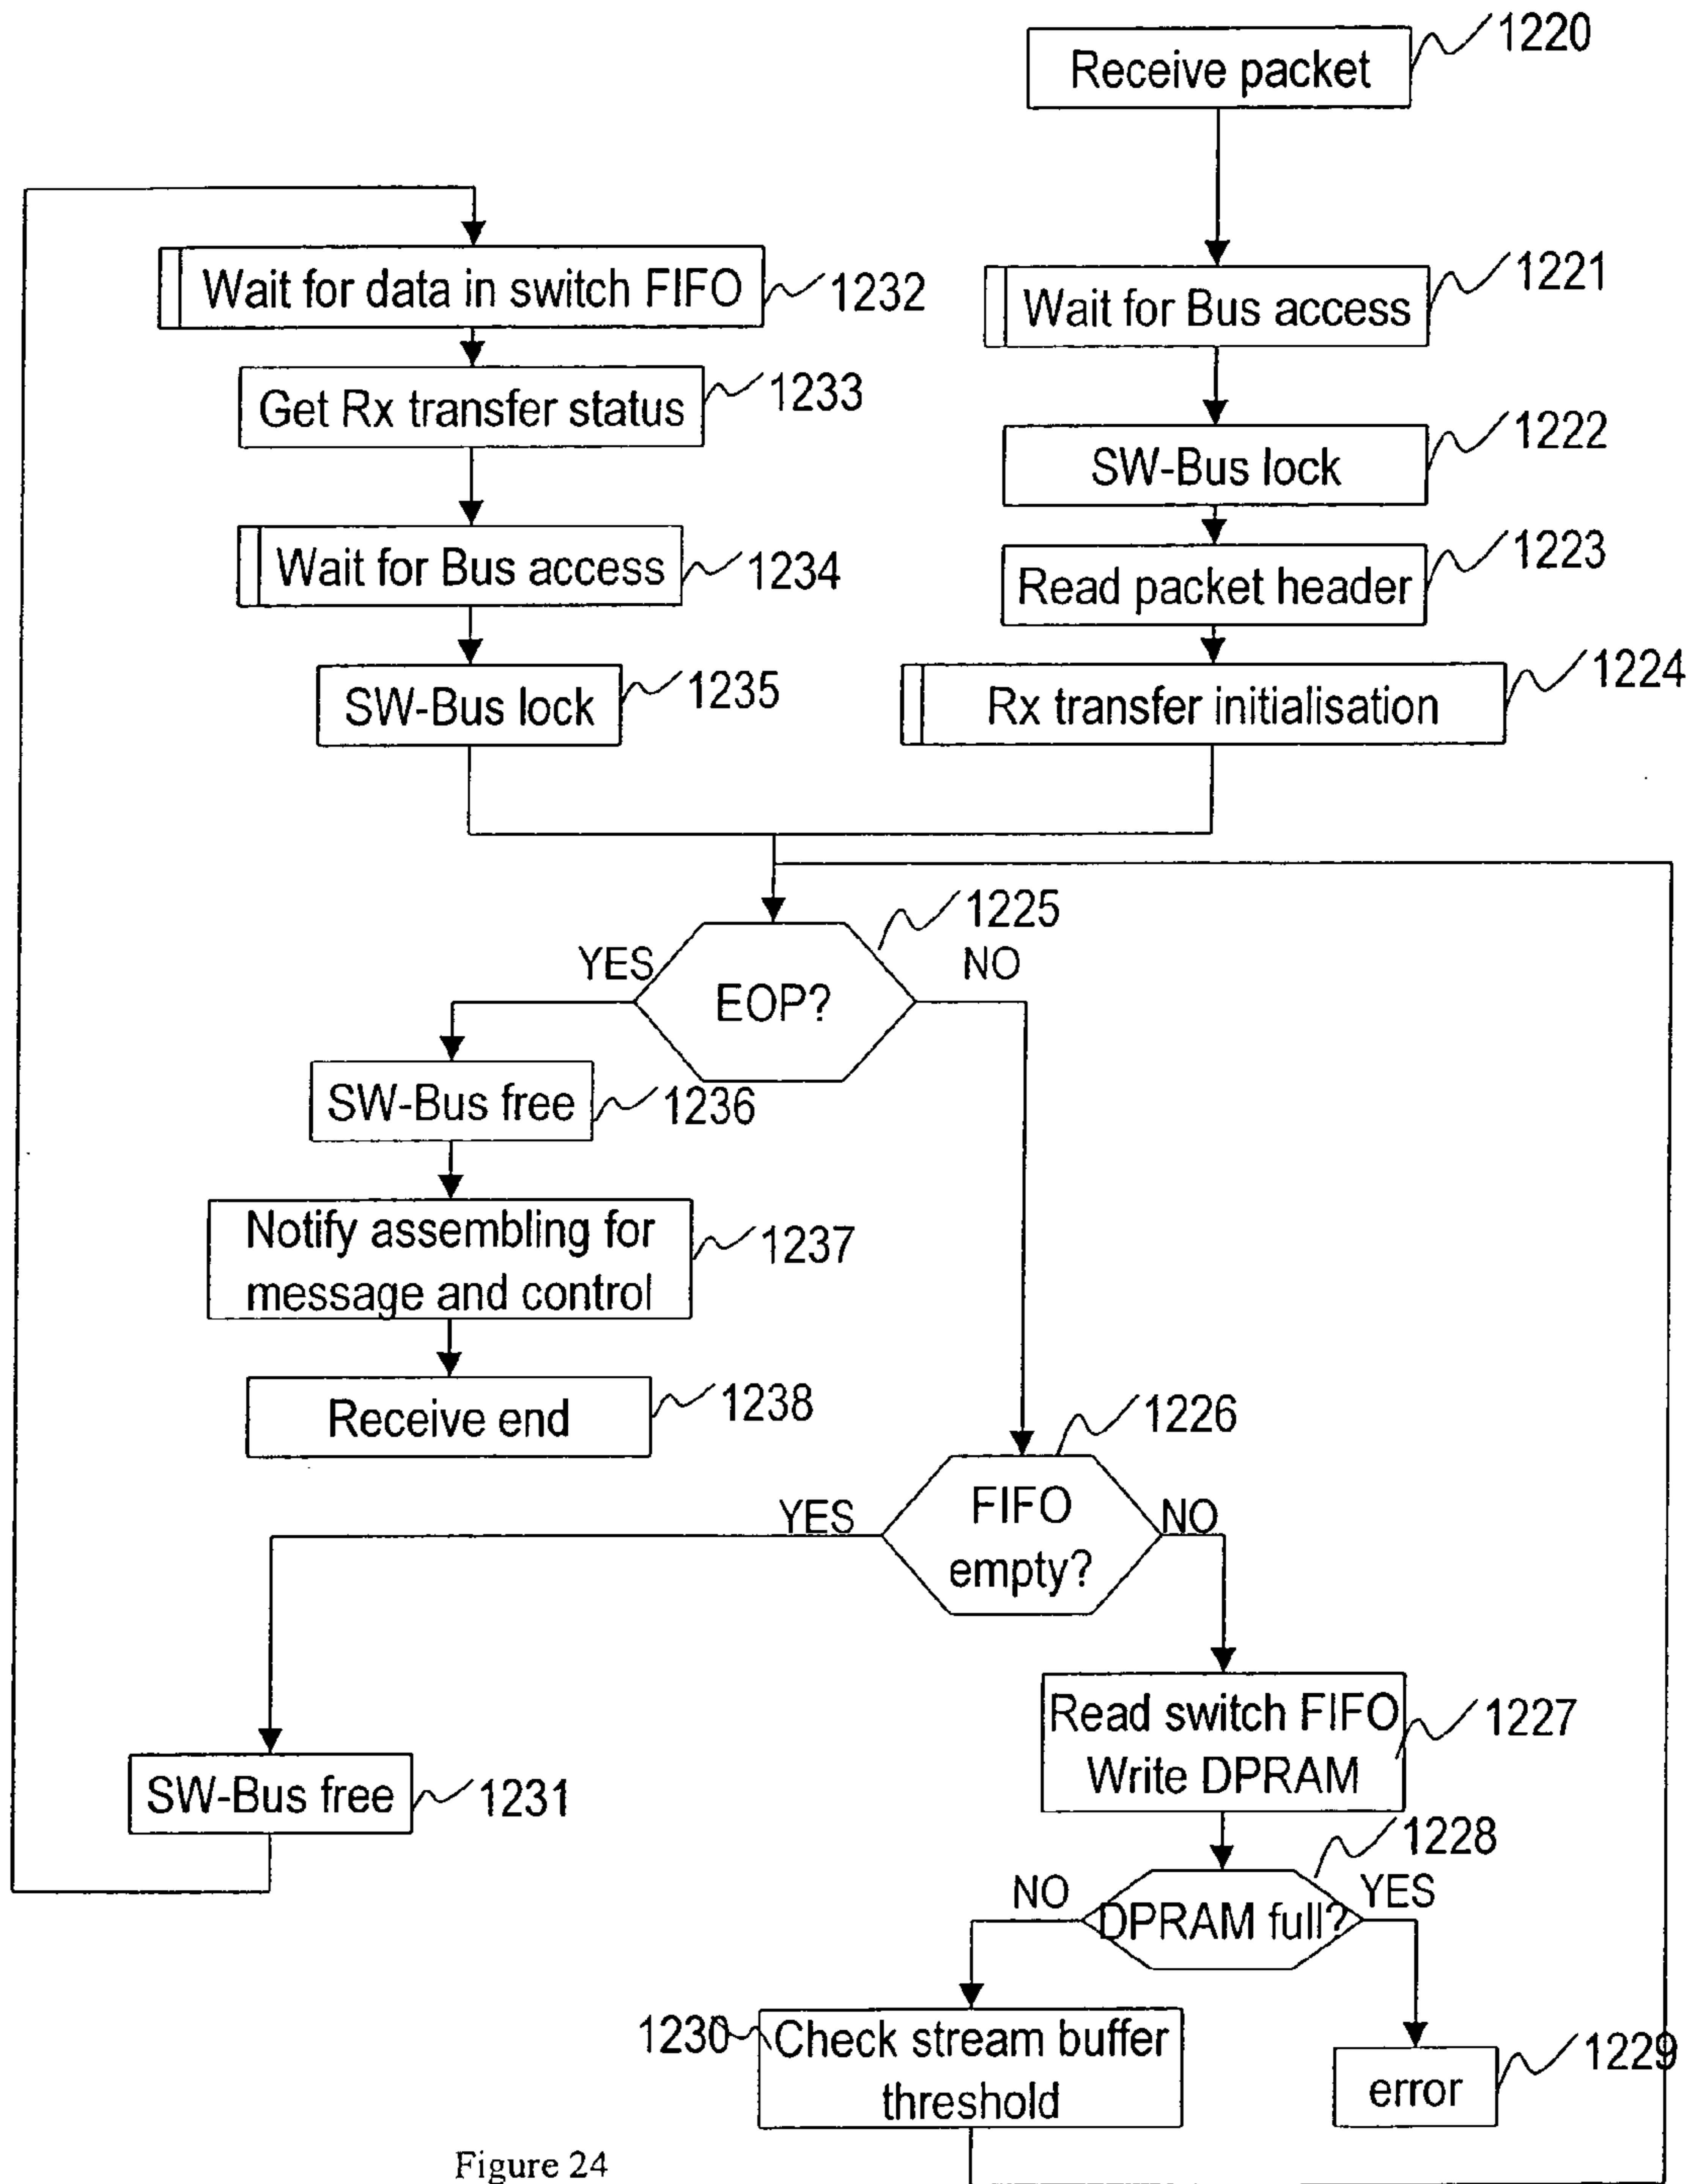 Receive packet
1220
Wait for data in switch FIFO
1232
Wait for Bus access
1221
Get Rx transfer status
1233
SW-Bus lock
1222
Wait for Bus access
1234
Read packet header
1223
SW-Bus lock
1235
Rx transfer initialisation
1224
1225
YES
NO
EOP?
SW-Bus free
1236
Notify assembling for
message and control
1237
Receive end
1238
1226
YES
FIFO
empty?
NO
Read switch FIFO
Write DPRAM
1227
SW-Bus free
1231
1228
NO
DPRAM full?
YES
1230
Check stream buffer
threshold
error
1229
Figure 24